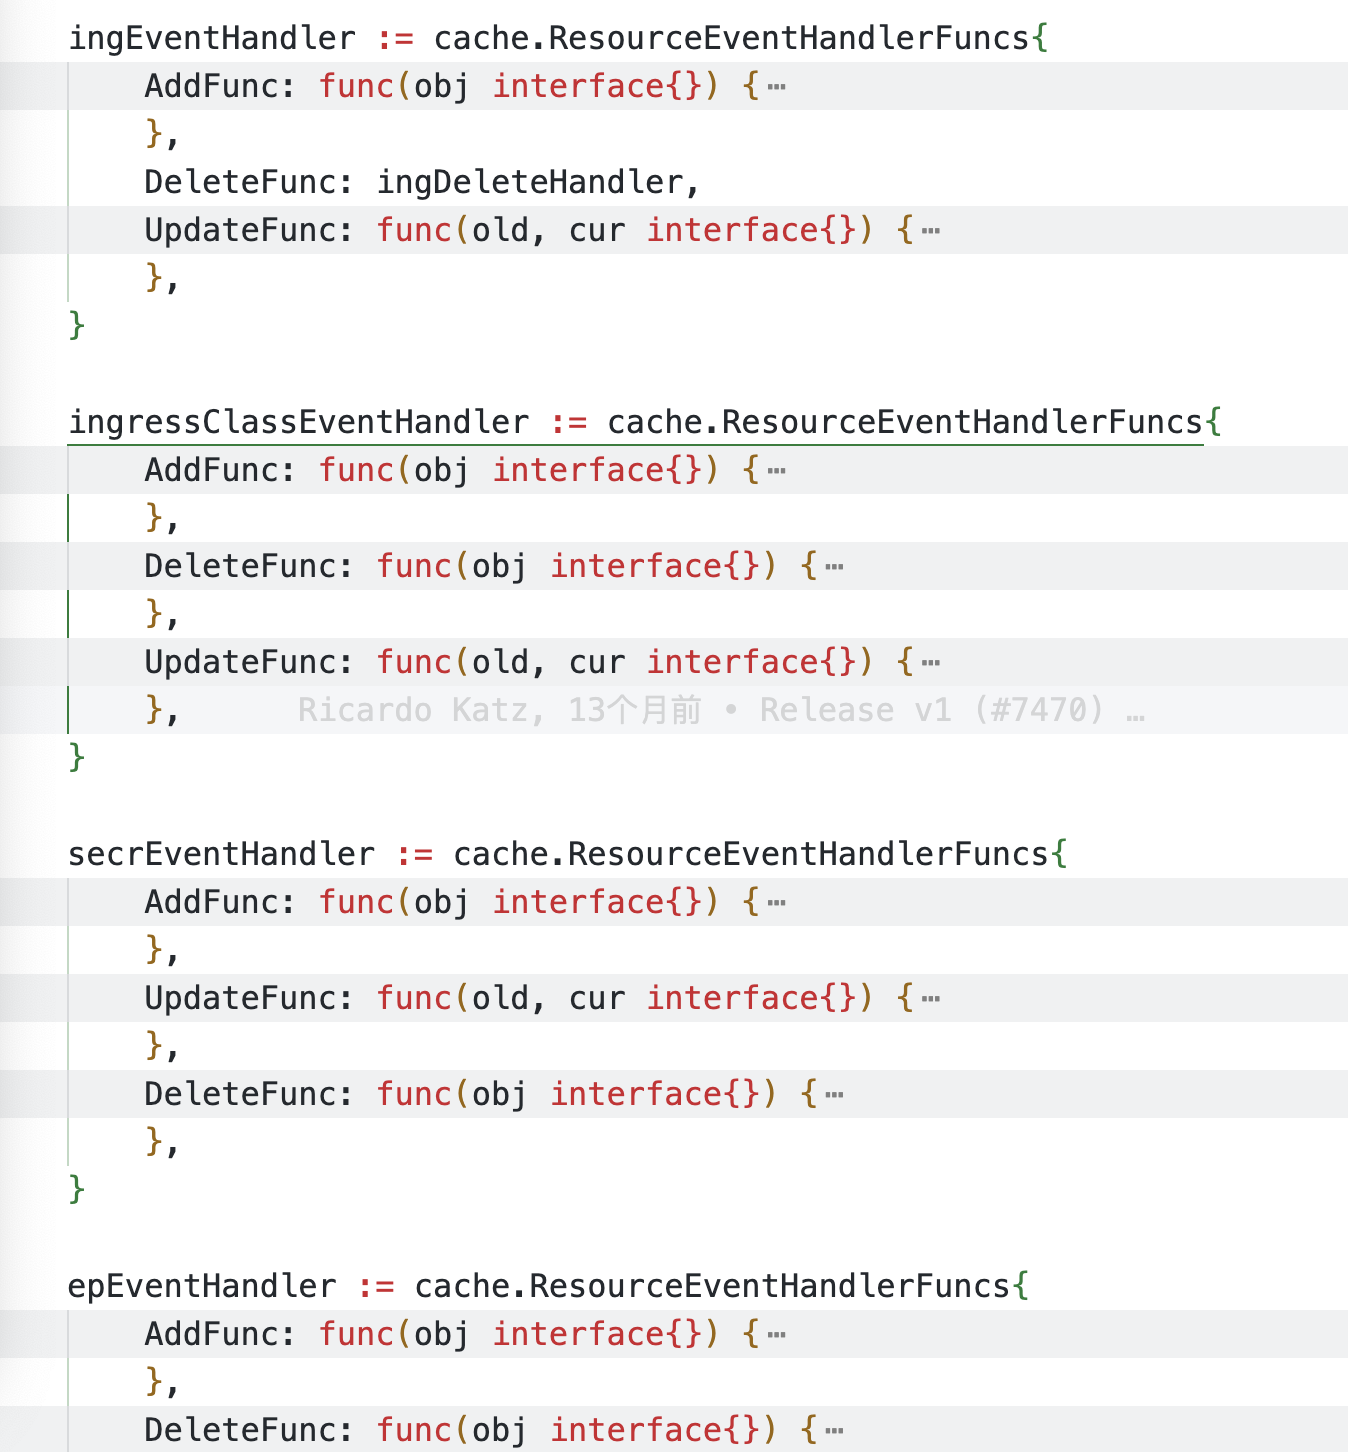 ingEventHandler := cache.ResourceEventHandlerFuncs{
    AddFunc: func(obj interface{}) {⋯
    },
    DeleteFunc: ingDeleteHandler,
    UpdateFunc: func(old, cur interface{}) {⋯
    },
}

ingressClassEventHandler := cache.ResourceEventHandlerFuncs{
    AddFunc: func(obj interface{}) {⋯
    },
    DeleteFunc: func(obj interface{}) {⋯
    },
    UpdateFunc: func(old, cur interface{}) {⋯
    },      Ricardo Katz, 13个月前 • Release v1 (#7470) …
}

secrEventHandler := cache.ResourceEventHandlerFuncs{
    AddFunc: func(obj interface{}) {⋯
    },
    UpdateFunc: func(old, cur interface{}) {⋯
    },
    DeleteFunc: func(obj interface{}) {⋯
    },
}

epEventHandler := cache.ResourceEventHandlerFuncs{
    AddFunc: func(obj interface{}) {⋯
    },
    DeleteFunc: func(obj interface{}) {⋯